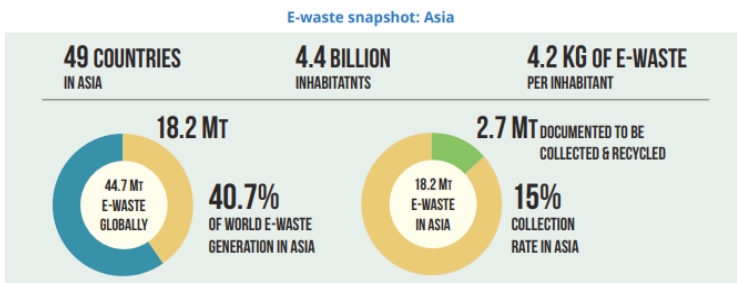 E-waste snapshot: Asia
49 COUNTRIES
IN ASIA
4.4 BILLION
INHABITATNTS
4.2 KG OF E-WASTE
PER INHABITANT
18.2 MT
44.7 MT
E-WASTE
GLOBALLY
40.7%
OF WORLD E-WASTE
GENERATION IN ASIA
2.7 MT DOCUMENTED TO BE
COLLECTED & RECYCLED
18.2 MT
E-WASTE
IN ASIA
15%
COLLECTION
RATE IN ASIA